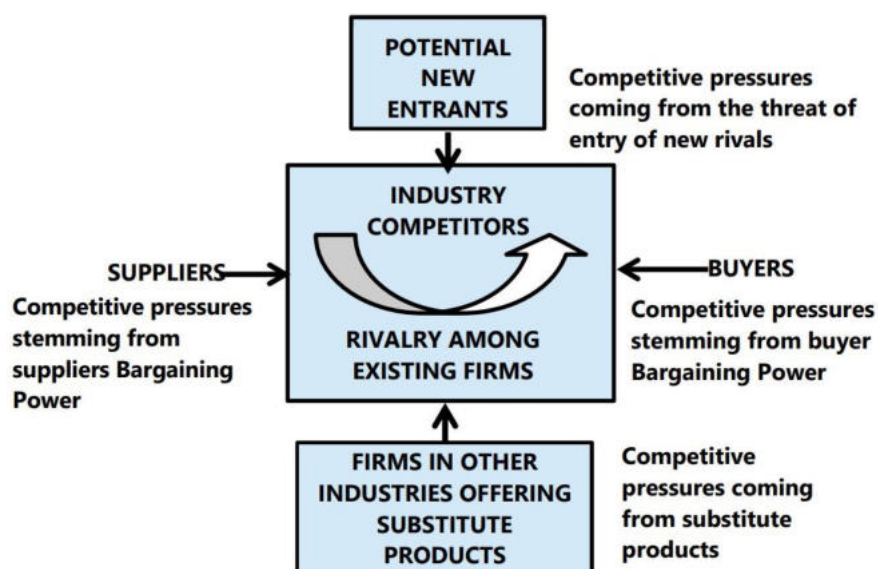 POTENTIAL
NEW
ENTRANTS
Competitive pressures
coming from the threat of
entry of new rivals
INDUSTRY
COMPETITORS
SUPPLIERS
Competitive pressures
stemming from
suppliers Bargaining
Power
BUYERS
Competitive pressures
stemming from buyer
Bargaining Power
RIVALRY AMONG
EXISTING FIRMS
FIRMS IN OTHER
INDUSTRIES OFFERING
SUBSTITUTE
PRODUCTS
Competitive
pressures coming
from substitute
products